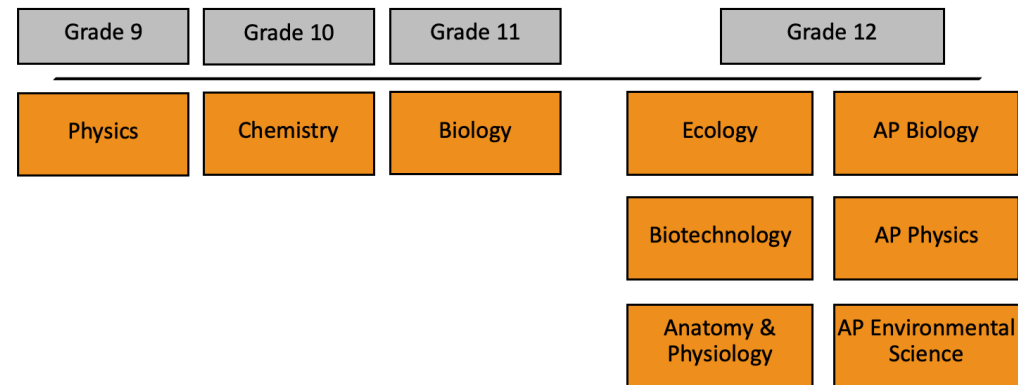 Grade 9
Grade 10
Grade 11
Grade 12
Physics
Chemistry
Biology
Ecology
AP Biology
Biotechnology
AP Physics
Anatomy &
Physiology
AP Environmental
Science